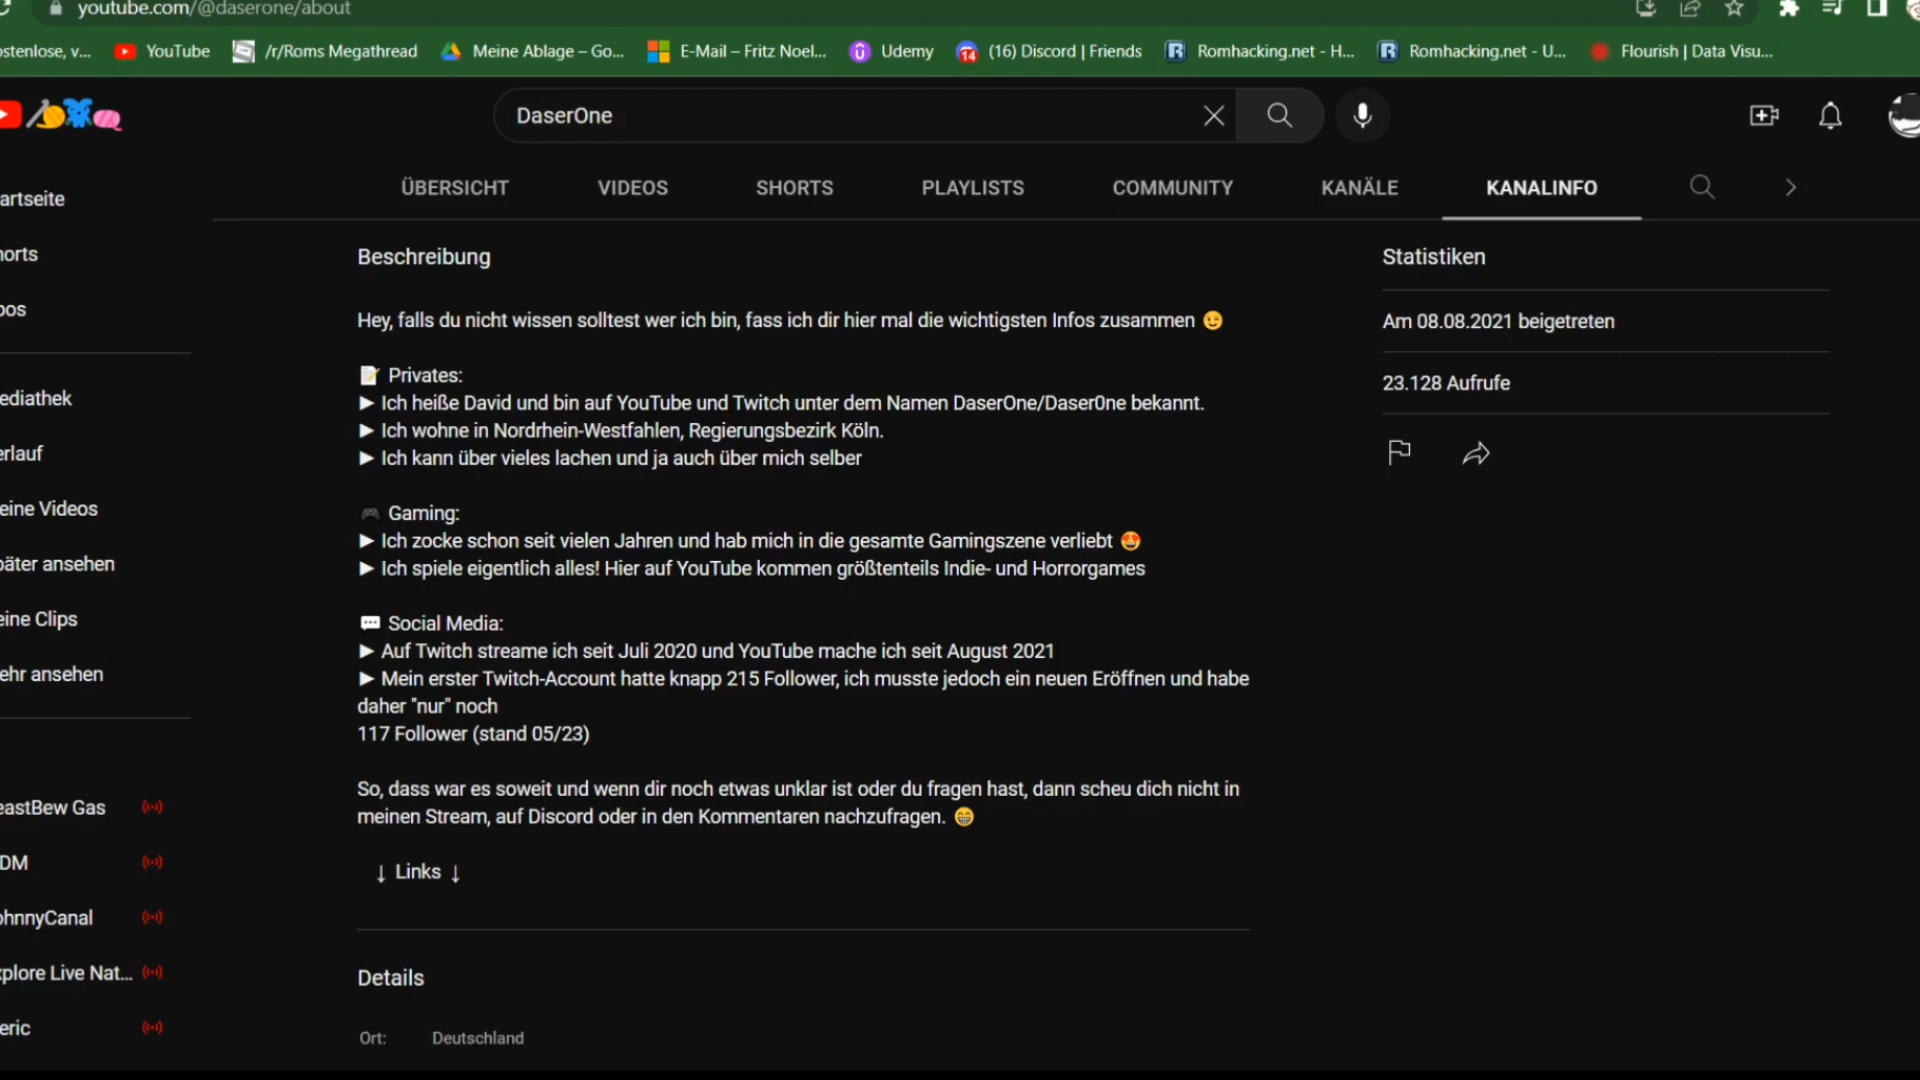 youtube.com/@daserone/about
ostenlose, v... YouTube /r/Roms Megathread Meine Ablage – Go... E-Mail – Fritz Noel... Udemy (16) Discord | Friends Romhacking.net - H... Romhacking.net - U... Flourish | Data Visu...
14
DaserOne
ÜBERSICHT VIDEOS SHORTS PLAYLISTS COMMUNITY KANÄLE KANALINFO
artseite
horts
bos
ediathek
erlauf
eine Videos
päter ansehen
eine Clips
ehr ansehen
eastBew Gas
DM
ohnnyCanal
xplore Live Nat...
eric
Beschreibung
Hey, falls du nicht wissen solltest wer ich bin, fass ich dir hier mal die wichtigsten Infos zusammen 😉
📝 Privates:
► Ich heiße David und bin auf YouTube und Twitch unter dem Namen DaserOne/Daser0ne bekannt.
► Ich wohne in Nordrhein-Westfahlen, Regierungsbezirk Köln.
► Ich kann über vieles lachen und ja auch über mich selber
🎮 Gaming:
► Ich zocke schon seit vielen Jahren und hab mich in die gesamte Gamingszene verliebt 🤩
► Ich spiele eigentlich alles! Hier auf YouTube kommen größtenteils Indie- und Horrorgames
💬 Social Media:
► Auf Twitch streame ich seit Juli 2020 und YouTube mache ich seit August 2021
► Mein erster Twitch-Account hatte knapp 215 Follower, ich musste jedoch ein neuen Eröffnen und habe
daher "nur" noch
117 Follower (stand 05/23)
So, dass war es soweit und wenn dir noch etwas unklar ist oder du fragen hast, dann scheu dich nicht in
meinen Stream, auf Discord oder in den Kommentaren nachzufragen. 😁
↓ Links ↓
Details
Ort: Deutschland
Statistiken
Am 08.08.2021 beigetreten
23.128 Aufrufe